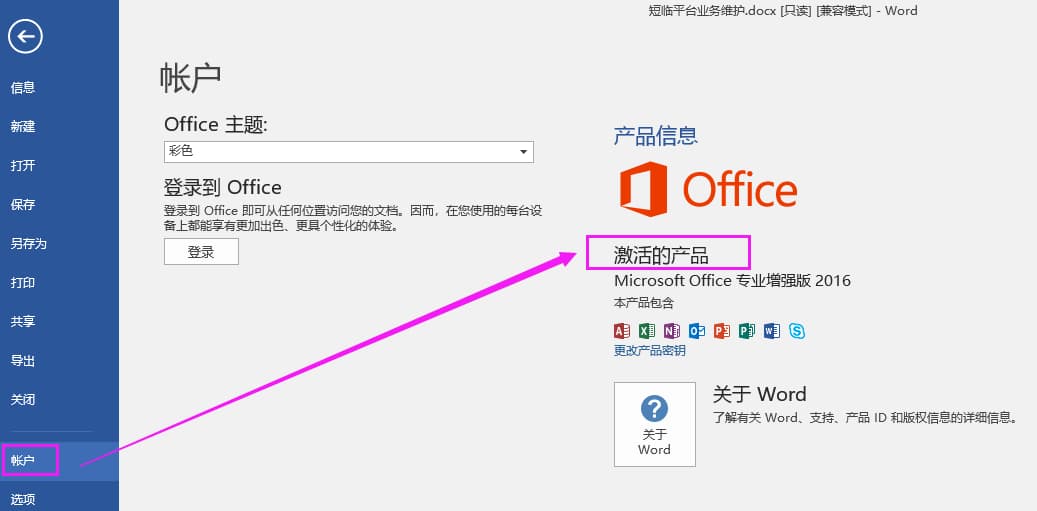 短临平台业务维护.docx [只读] [兼容模式] - Word
信息
新建
打开
保存
另存为
打印
共享
导出
关闭
帐户
选项
帐户
Office 主题:
彩色
登录到 Office
登录到 Office 即可从任何位置访问您的文档。因而，在您使用的每台设
备上都能享有更加出色、更具个性化的体验。
登录
产品信息
Office
激活的产品
Microsoft Office 专业增强版 2016
本产品包含
A X N O P P W S
更改产品密钥
关于
Word
关于 Word
了解有关 Word、支持、产品 ID 和版权信息的详细信息。